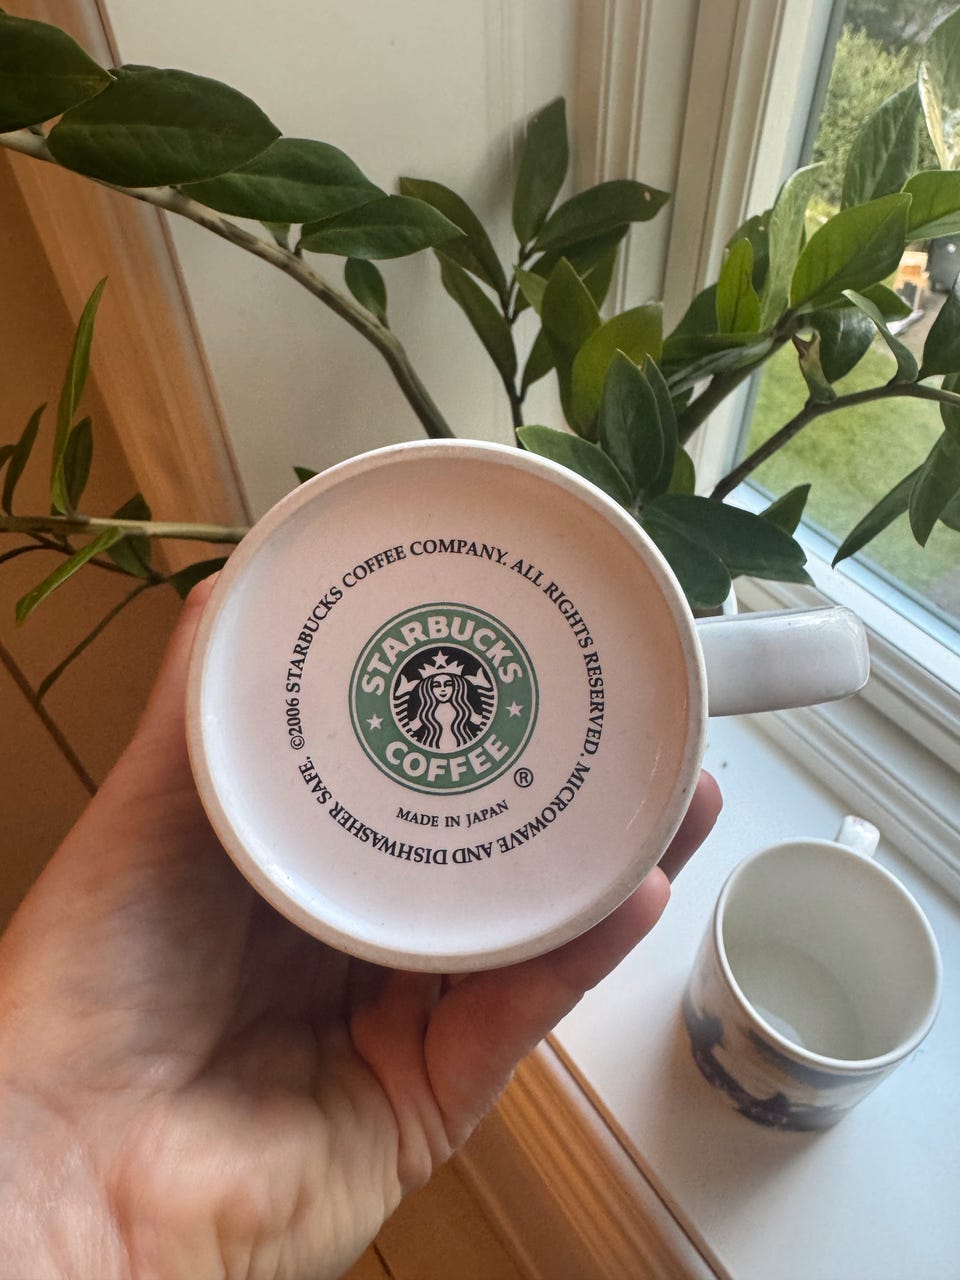 ©2006 STARBUCKS COFFEE COMPANY. ALL RIGHTS RESERVED. MICROWAVE AND DISHWASHER SAFE.
STARBUCKS
COFFEE
®
MADE IN JAPAN